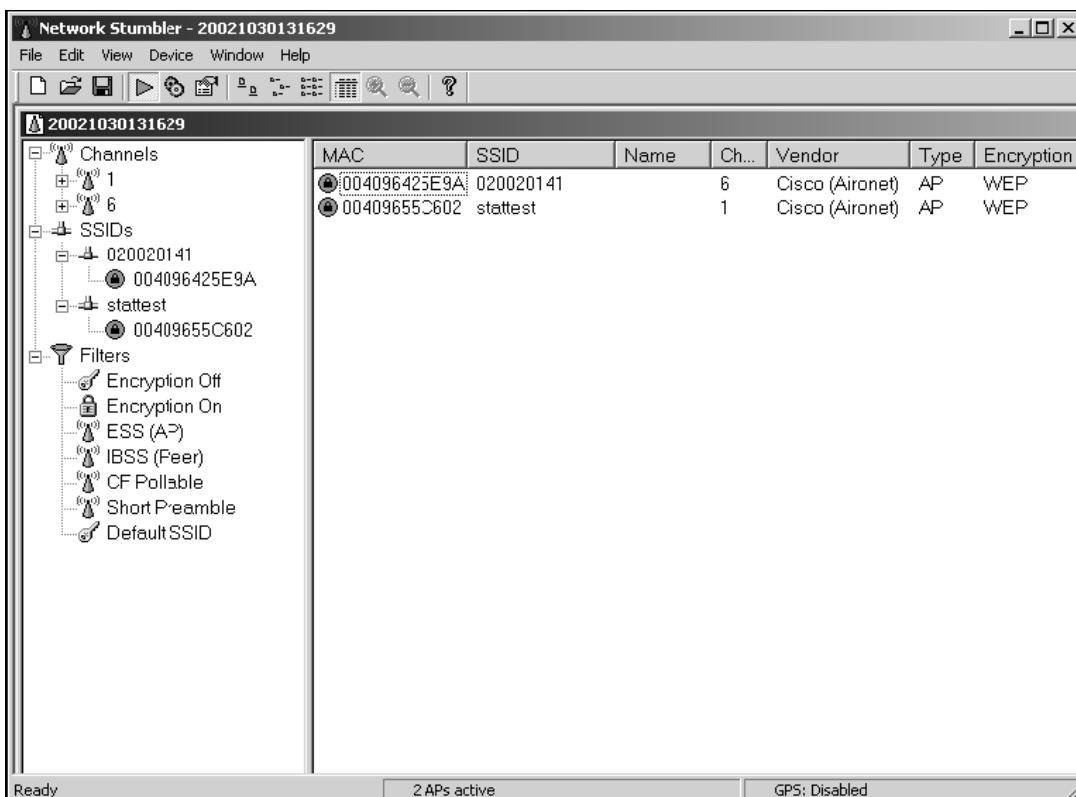 Network Stumbler - 20021030131629
File Edit View Device Window Help
20021030131629
Channels
1
6
SSIDs
020020141
004096425E9A
stattest
00409655C602
Filters
Encryption Off
Encryption On
ESS (AP)
IBSS (Peer)
CF Pollable
Short Preamble
Default SSID
MAC SSID Name Ch... Vendor Type Encryption
004096425E9A 020020141 6 Cisco (Aironet) AP WEP
00409655C602 stattest 1 Cisco (Aironet) AP WEP
Ready 2 APs active GPS: Disabled